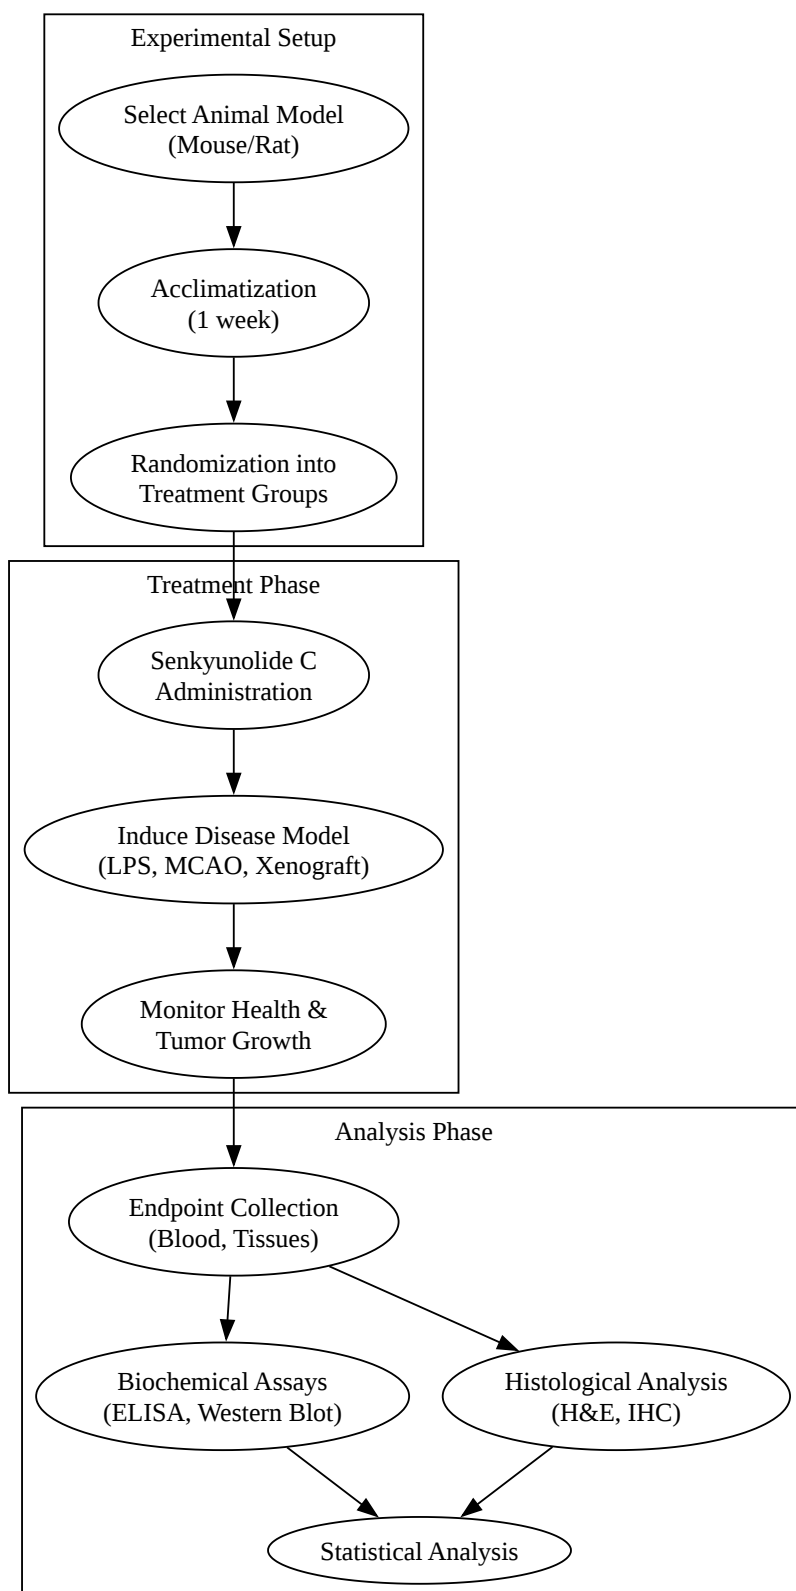 Experimental Setup
Select Animal Model
(Mouse/Rat)
Acclimatization
(1 week)
Randomization into
Treatment Groups
Treatment Phase
Senkyunolide C
Administration
Induce Disease Model
(LPS, MCAO, Xenograft)
Monitor Health &
Tumor Growth
Analysis Phase
Endpoint Collection
(Blood, Tissues)
Biochemical Assays
(ELISA, Western Blot)
Histological Analysis
(H&E, IHC)
Statistical Analysis